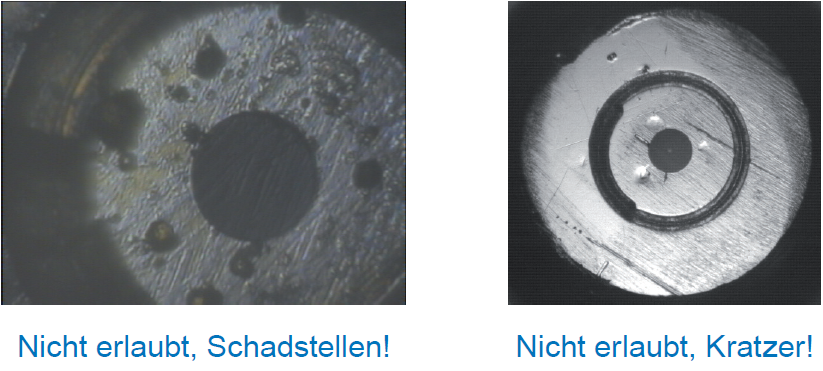 Nicht erlaubt, Schadstellen!
Nicht erlaubt, Kratzer!